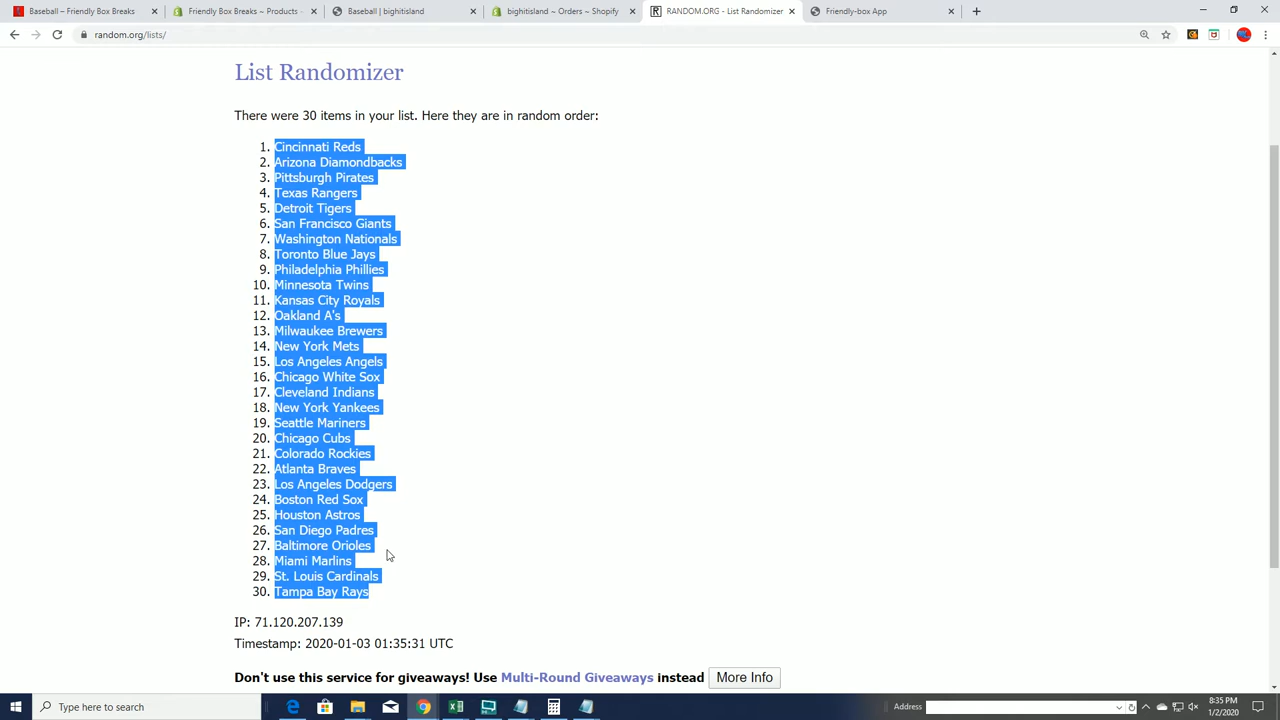 Baseball – Friendly Box Breaks
Friendly Box Breaks ~ Products ~
Baseball | bighitisland
bighitisland ~ Orders ~ Shopify
RANDOM.ORG - List Randomizer
Friendly-box App
random.org/lists/
List Randomizer
There were 30 items in your list. Here they are in random order:
1. Cincinnati Reds
2. Arizona Diamondbacks
3. Pittsburgh Pirates
4. Texas Rangers
5. Detroit Tigers
6. San Francisco Giants
7. Washington Nationals
8. Toronto Blue Jays
9. Philadelphia Phillies
10. Minnesota Twins
11. Kansas City Royals
12. Oakland A's
13. Milwaukee Brewers
14. New York Mets
15. Los Angeles Angels
16. Chicago White Sox
17. Cleveland Indians
18. New York Yankees
19. Seattle Mariners
20. Chicago Cubs
21. Colorado Rockies
22. Atlanta Braves
23. Los Angeles Dodgers
24. Boston Red Sox
25. Houston Astros
26. San Diego Padres
27. Baltimore Orioles
28. Miami Marlins
29. St. Louis Cardinals
30. Tampa Bay Rays
IP: 71.120.207.139
Timestamp: 2020-01-03 01:35:31 UTC
Don't use this service for giveaways! Use Multi-Round Giveaways instead More Info
Type here to search
Address
8:35 PM
1/2/2020